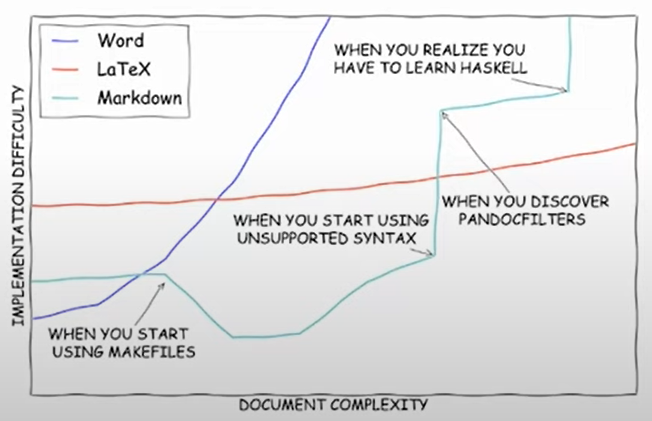 Word
LaTeX
Markdown
WHEN YOU REALIZE YOU
HAVE TO LEARN HASKELL
WHEN YOU DISCOVER
PANDOCFILTERS
WHEN YOU START USING
UNSUPPORTED SYNTAX
WHEN YOU START
USING MAKEFILES
IMPLEMENTATION DIFFICULTY
DOCUMENT COMPLEXITY